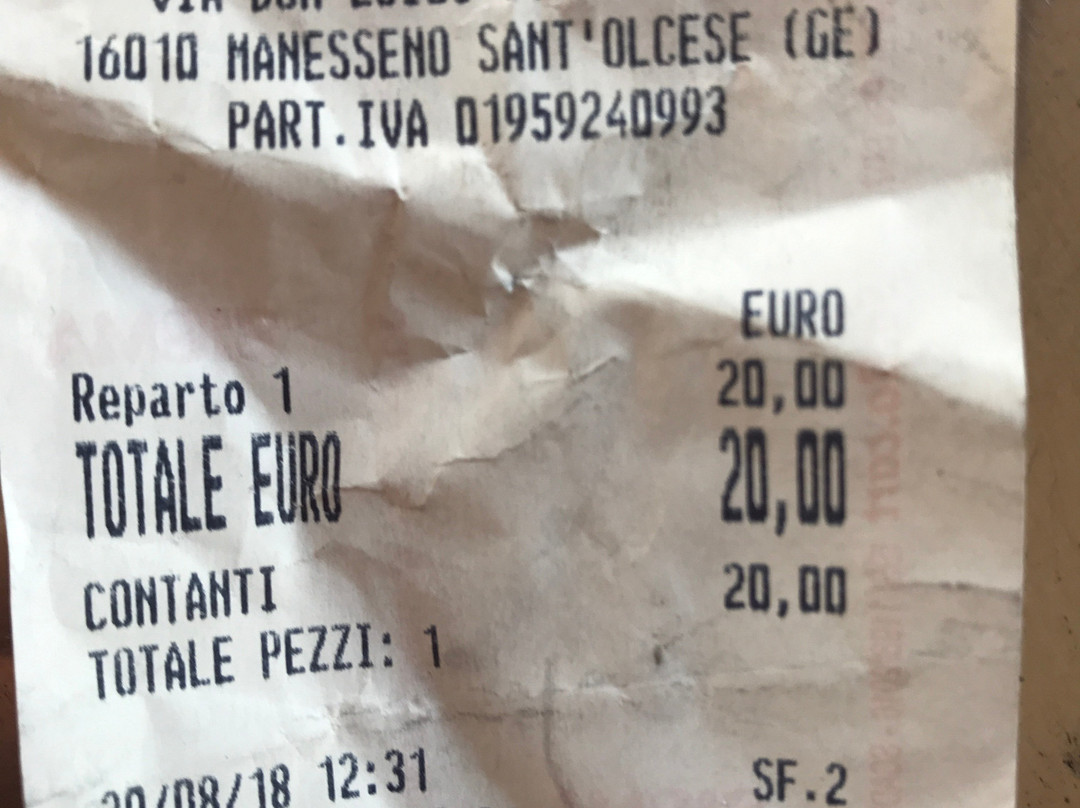 16010 MANESSENO SANT'OLCESE (GE)
PART.IVA 01959240993
EURO
Reparto 1 20,00
TOTALE EURO 20,00
CONTANTI 20,00
TOTALE PEZZI: 1
12:31 SF.2